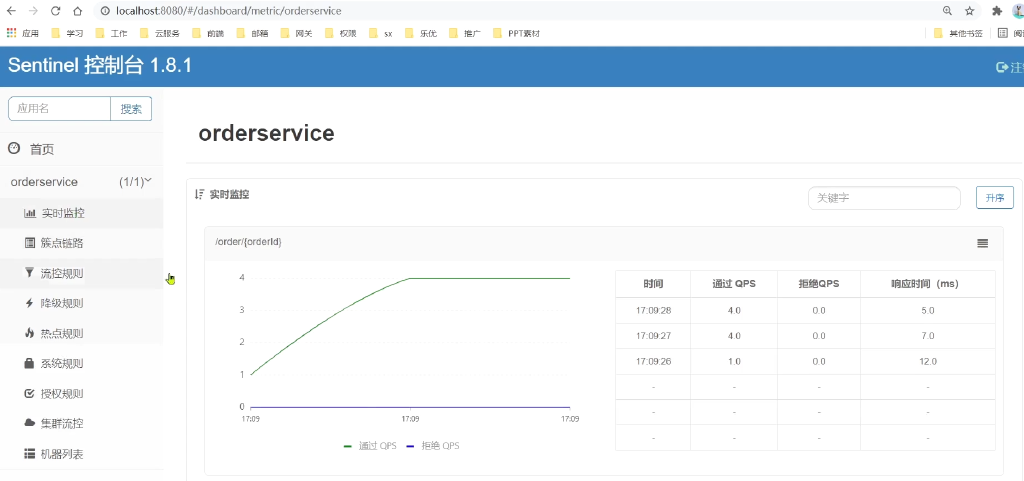 localhost:8080/#/dashboard/metric/orderservice
应用 学习 工作 云服务 前端 邮箱 网关 权限 sx 乐优 推广 PPT素材 其他书签
Sentinel 控制台 1.8.1
应用名 搜索
首页
orderservice (1/1)
实时监控
簇点链路
流控规则
降级规则
热点规则
系统规则
授权规则
集群流控
机器列表
orderservice
实时监控 关键字 升序
/order/{orderId}
4
3
2
1
0
17:09 17:09 17:09
通过 QPS 拒绝 QPS
时间 通过 QPS 拒绝QPS 响应时间 (ms)
17:09:28 4.0 0.0 5.0
17:09:27 4.0 0.0 7.0
17:09:26 1.0 0.0 12.0
- - - -
- - - -
- - - -